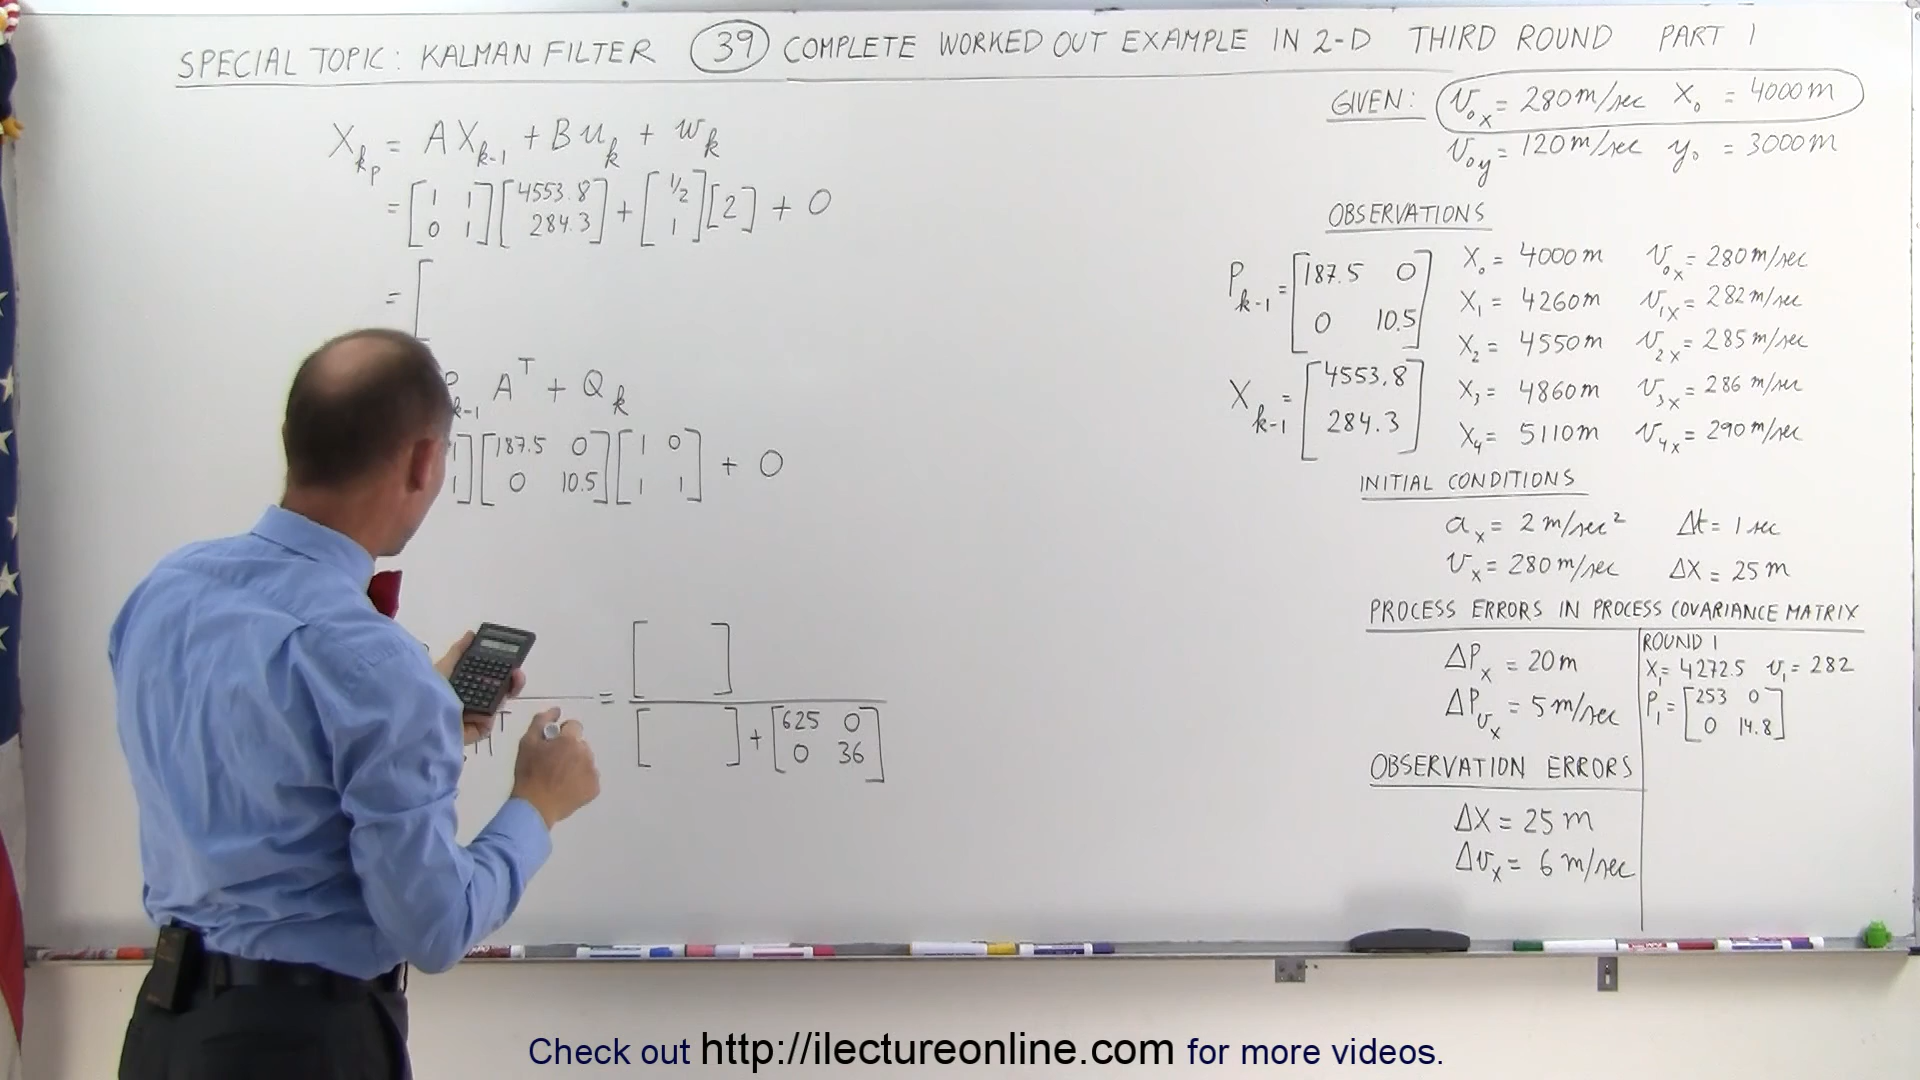 SPECIAL TOPIC: KALMAN FILTER 39 COMPLETE WORKED OUT EXAMPLE IN 2-D THIRD ROUND PART 1
X_kp = A X_k-1 + B u_k + w_k
= [1 1
0 1] [4553.8
284.3] + [1/2
1] [2] + 0
= [
P_k-1 A^T + Q_k
1
1] [187.5 0
0 10.5] [1 0
1 1] + 0
= [ ]
[ ] + [625 0
0 36]
H^T
GIVEN: v_0x = 280 m/sec X_0 = 4000 m
v_0y = 120 m/sec y_0 = 3000 m
OBSERVATIONS
P_k-1 = [187.5 0
0 10.5]
X_k-1 = [4553.8
284.3]
X_0 = 4000 m v_0x = 280 m/sec
X_1 = 4260 m v_1x = 282 m/sec
X_2 = 4550 m v_2x = 285 m/sec
X_3 = 4860 m v_3x = 286 m/sec
X_4 = 5110 m v_4x = 290 m/sec
INITIAL CONDITIONS
a_x = 2 m/sec² Δt = 1 sec
v_x = 280 m/sec ΔX = 25 m
PROCESS ERRORS IN PROCESS COVARIANCE MATRIX
ΔP_x = 20 m
ΔP_vx = 5 m/sec
ROUND 1
X_1 = 4272.5 v_1 = 282
P_1 = [253 0
0 14.8]
OBSERVATION ERRORS
ΔX = 25 m
Δv_x = 6 m/sec
Check out http://ilectureonline.com for more videos.